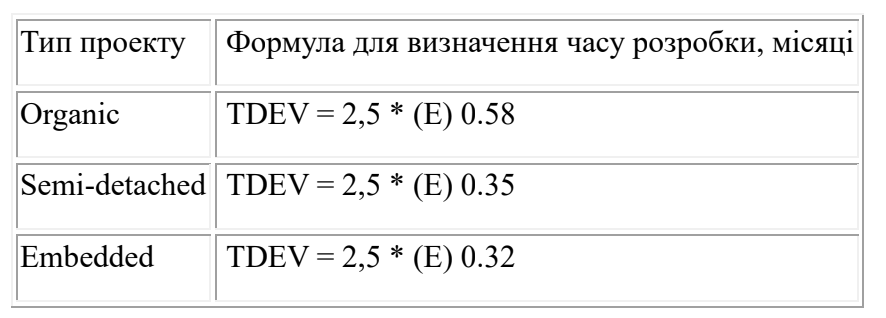 Тип проекту Формула для визначення часу розробки, місяці
Organic TDEV = 2,5 * (E) 0.58
Semi-detached TDEV = 2,5 * (E) 0.35
Embedded TDEV = 2,5 * (E) 0.32